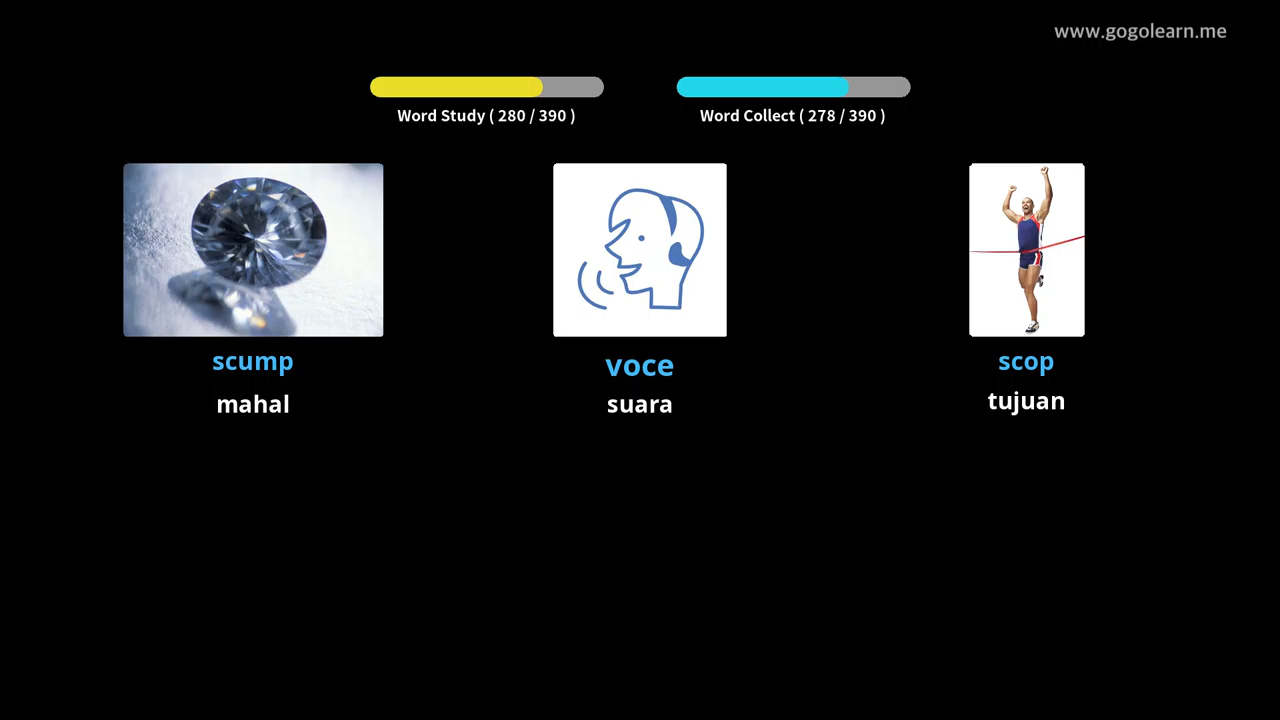 www.gogolearn.me
Word Study ( 280 / 390 )
Word Collect ( 278 / 390 )
scump
voce
scop
mahal
suara
tujuan